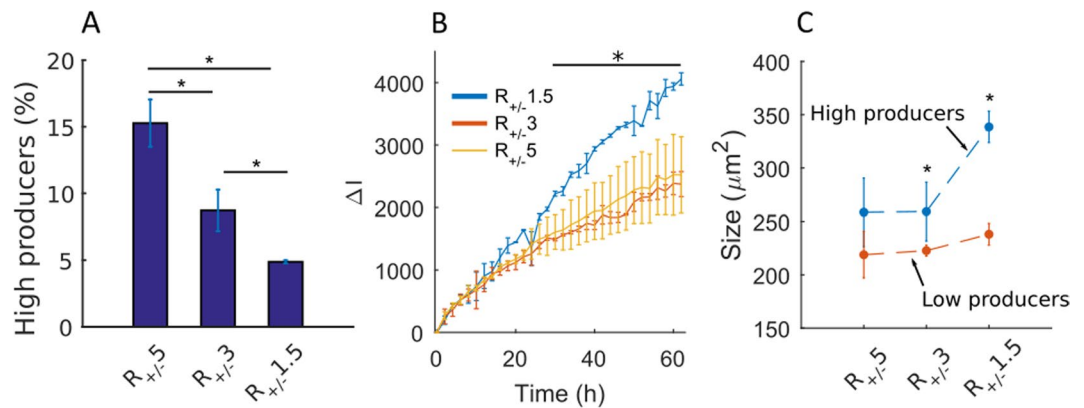 A
High producers (%)
20
15
10
5
0
*
*
*
R+/-5
R+/-3
R+/-1.5
B
ΔI
4000
3000
2000
1000
0
*
R+/-1.5
R+/-3
R+/-5
0
20
40
60
Time (h)
C
Size (μm²)
400
350
300
250
200
150
High producers
*
*
Low producers
R+/-5
R+/-3
R+/-1.5